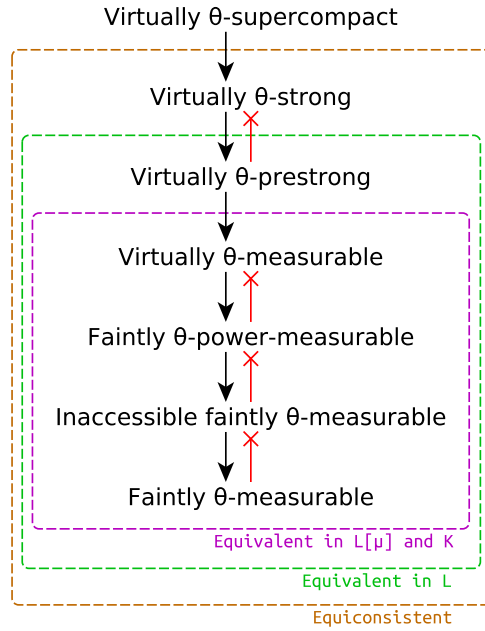 Virtually θ-supercompact
Virtually θ-strong
Virtually θ-prestrong
Virtually θ-measurable
Faintly θ-power-measurable
Inaccessible faintly θ-measurable
Faintly θ-measurable
Equivalent in L[μ] and K
Equivalent in L
Equiconsistent